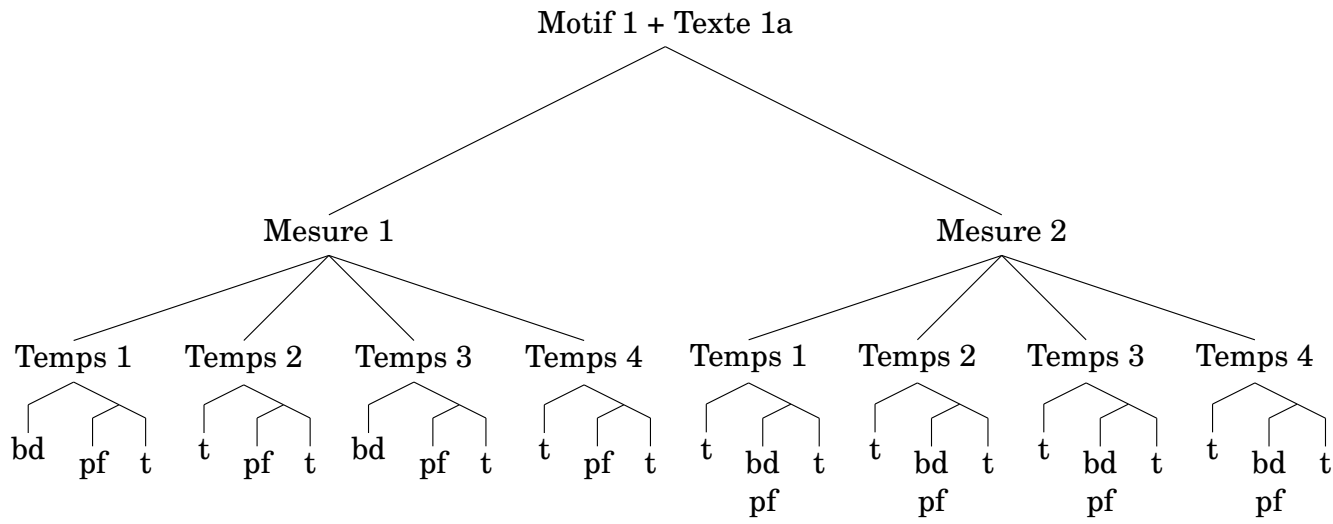 Motif 1 + Texte 1a
Mesure 1 Mesure 2
Temps 1 Temps 2 Temps 3 Temps 4 Temps 1 Temps 2 Temps 3 Temps 4
bd pf t t pf t bd pf t t pf t t bd t t bd t t bd t t bd t
pf pf pf pf